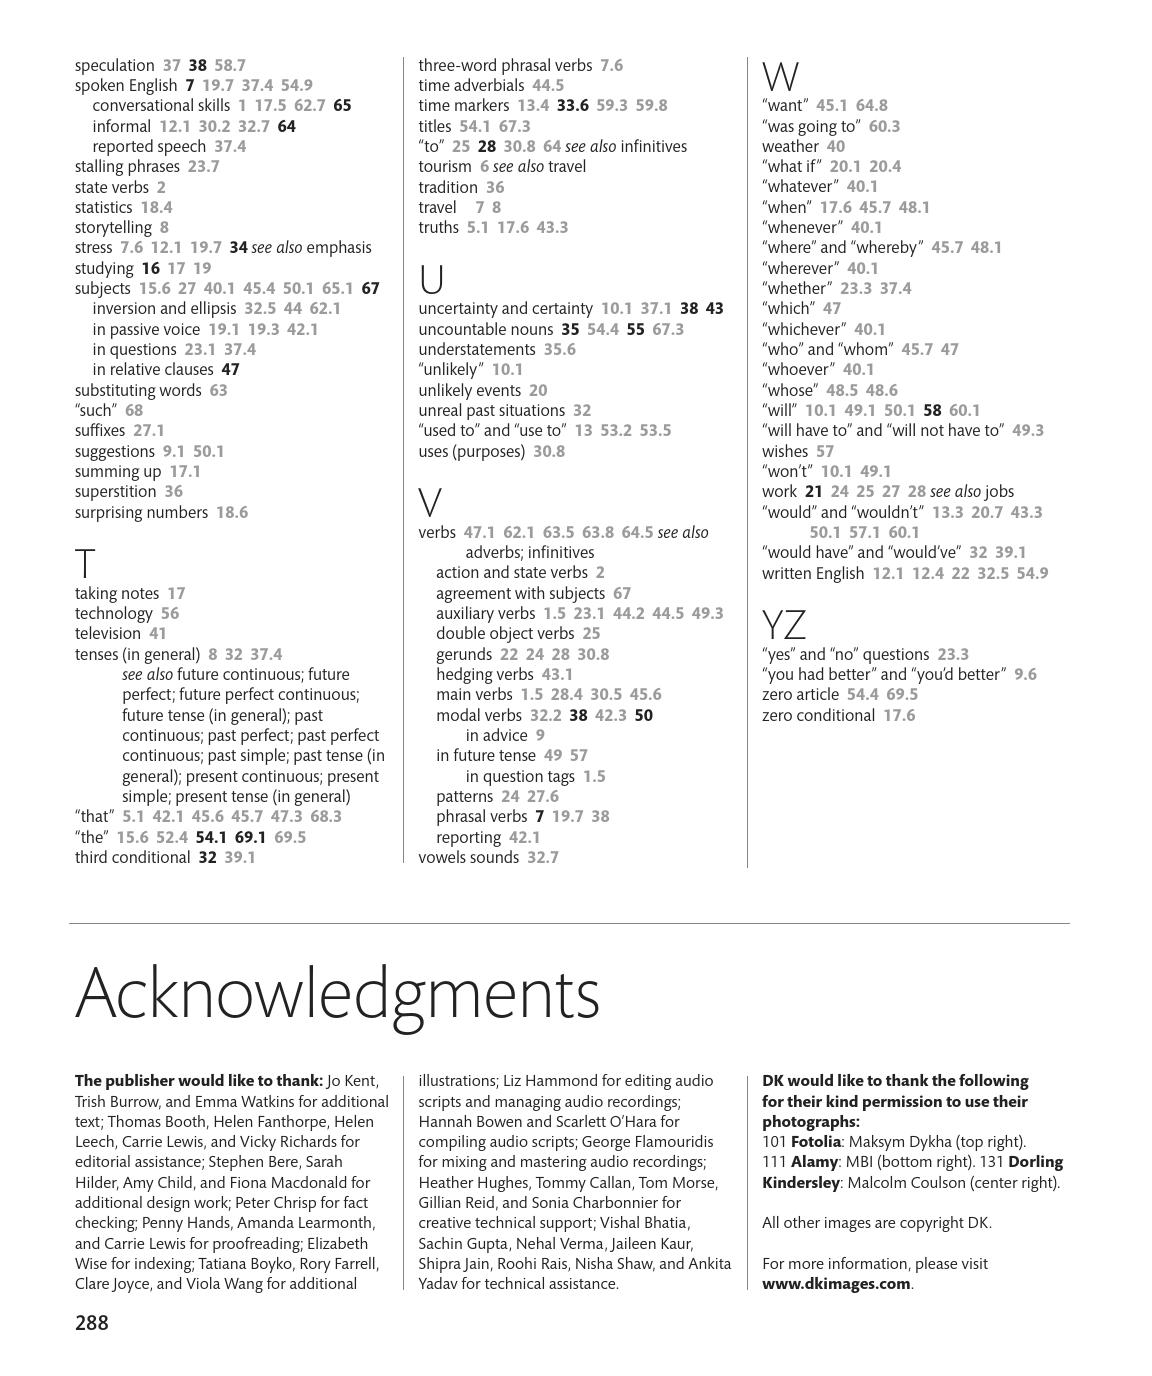 speculation 37 38 58.7
spoken English 7 19.7 37.4 54.9
conversational skills 1 17.5 62.7 65
informal 12.1 30.2 32.7 64
reported speech 37.4
stalling phrases 23.7
state verbs 2
statistics 18.4
storytelling 8
stress 7.6 12.1 19.7 34 see also emphasis
studying 16 17 19
subjects 15.6 27 40.1 45.4 50.1 65.1 67
inversion and ellipis 32.5 44 62.1
in passive voice 19.1 19.3 42.1
in questions 23.1 37.4
in relative clauses 47
substituting words 63
“such” 68
suffixes 27.1
suggestions 9.1 50.1
summing up 17.1
superstition 36
surprising numbers 18.6
T
taking notes 17
technology 56
television 41
tenses (in general) 8 32 37.4
see also future continuous; future
perfect; future perfect continuous;
future tense (in general); past
continuous; past perfect; past perfect
continuous; past simple; past tense (in
general); present continuous; present
simple; present tense (in general)
“that” 5.1 42.1 45.6 45.7 47.3 68.3
“the” 15.6 52.4 54.1 69.1 69.5
third conditional 32 39.1
three-word phrasal verbs 7.6
time adverbials 44.5
time markers 13.4 33.6 59.3 59.8
titles 54.1 67.3
“to” 25 28 30.8 64 see also infinitives
tourism 6 see also travel
tradition 36
travel 7 8
truths 5.1 17.6 43.3
U
uncertainty and certainty 10.1 37.1 38 43
uncountable nouns 35 54.4 55 67.3
understatements 35.6
“unlikely” 10.1
unlikely events 20
unreal past situations 32
“used to” and “use to” 13 53.2 53.5
uses (purposes) 30.8
V
verbs 47.1 62.1 63.5 63.8 64.5 see also
adverbs; infinitives
action and state verbs 2
agreement with subjects 67
auxiliary verbs 1.5 23.1 44.2 44.5 49.3
double object verbs 25
gerunds 22 24 28 30.8
hedging verbs 43.1
main verbs 1.5 28.4 30.5 45.6
modal verbs 32.2 38 42.3 50
in advice 9
in future tense 49 57
in question tags 1.5
patterns 24 27.6
phrasal verbs 7 19.7 38
reporting 42.1
vowels sounds 32.7
W
“want” 45.1 64.8
“was going to” 60.3
weather 40
“what if” 20.1 20.4
“whatever” 40.1
“when” 17.6 45.7 48.1
“whenever” 40.1
“where” and “whereby” 45.7 48.1
“wherever” 40.1
“whether” 23.3 37.4
“which” 47
“whichever” 40.1
“who” and “whom” 45.7 47
“whoever” 40.1
“whose” 48.5 48.6
“will” 10.1 49.1 50.1 58 60.1
“will have to” and “will not have to” 49.3
wishes 57
“won’t” 10.1 49.1
work 21 24 25 27 28 see also jobs
“would” and “wouldn’t” 13.3 20.7 43.3
50.1 57.1 60.1
“would have” and “would’ve” 32 39.1
written English 12.1 12.4 22 32.5 54.9
YZ
“yes” and “no” questions 23.3
“you had better” and “you’d better” 9.6
zero article 54.4 69.5
zero conditional 17.6
Acknowledgments
The publisher would like to thank: Jo Kent,
Trish Burrow, and Emma Watkins for additional
text; Thomas Booth, Helen Fanthorpe, Helen
Leech, Carrie Lewis, and Vicky Richards for
editorial assistance; Stephen Bere, Sarah
Hilder, Amy Child, and Fiona Macdonald for
additional design work; Peter Chrisp for fact
checking; Penny Hands, Amanda Learmonth,
and Carrie Lewis for proofreading; Elizabeth
Wise for indexing; Tatiana Boyko, Rory Farrell,
Clare Joyce, and Viola Wang for additional
illustrations; Liz Hammond for editing audio
scripts and managing audio recordings;
Hannah Bowen and Scarlett O’Hara for
compiling audio scripts; George Flamouridis
for mixing and mastering audio recordings;
Heather Hughes, Tommy Callan, Tom Morse,
Gillian Reid, and Sonia Charbonnier for
creative technical support; Vishal Bhatia,
Sachin Gupta, Nehal Verma, Jaileen Kaur,
Shipra Jain, Roohi Rais, Nisha Shaw, and Ankita
Yadav for technical assistance.
DK would like to thank the following
for their kind permission to use their
photographs:
101 Fotolia: Maksym Dykha (top right).
111 Alamy: MBI (bottom right). 131 Dorling
Kindersley: Malcolm Coulson (center right).
All other images are copyright DK.
For more information, please visit
www.dkimages.com.
288